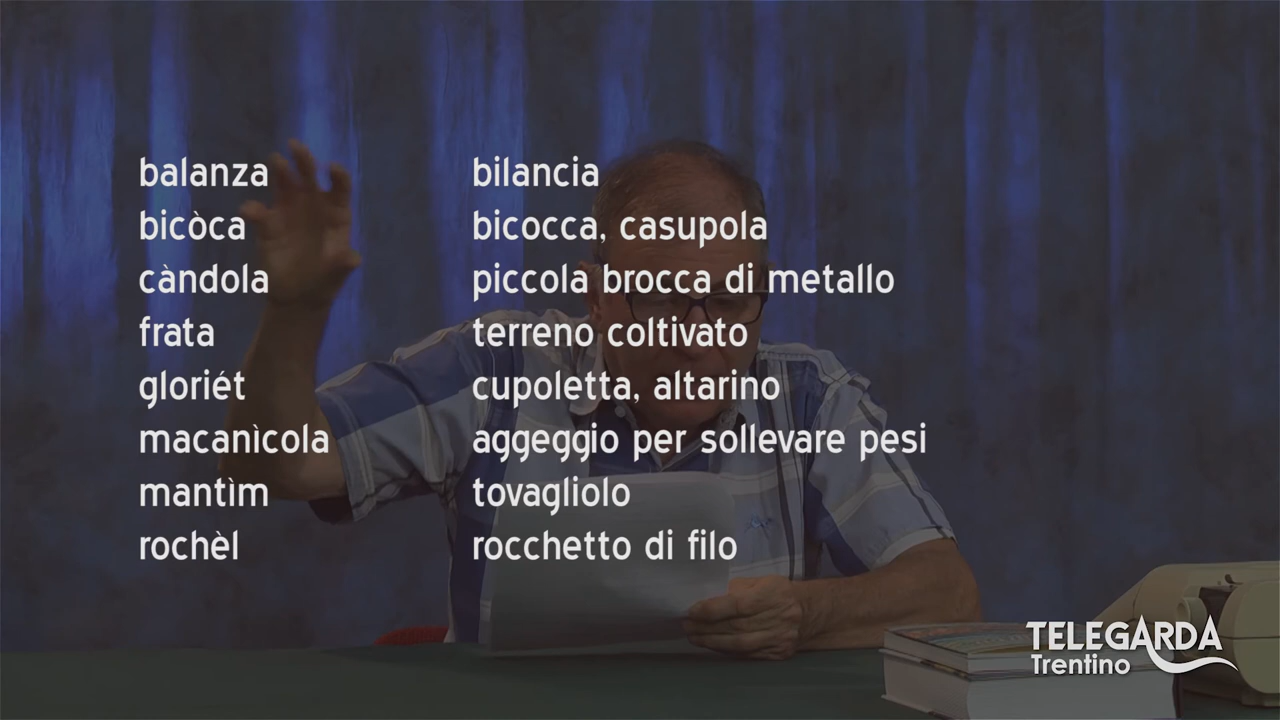 balanza bilancia
bicòca bicocca, casupola
càndola piccola brocca di metallo
frata terreno coltivato
gloriét cupoletta, altarino
macanìcola aggeggio per sollevare pesi
mantìm tovagliolo
rochèl rocchetto di filo
TELEGARDA
Trentino